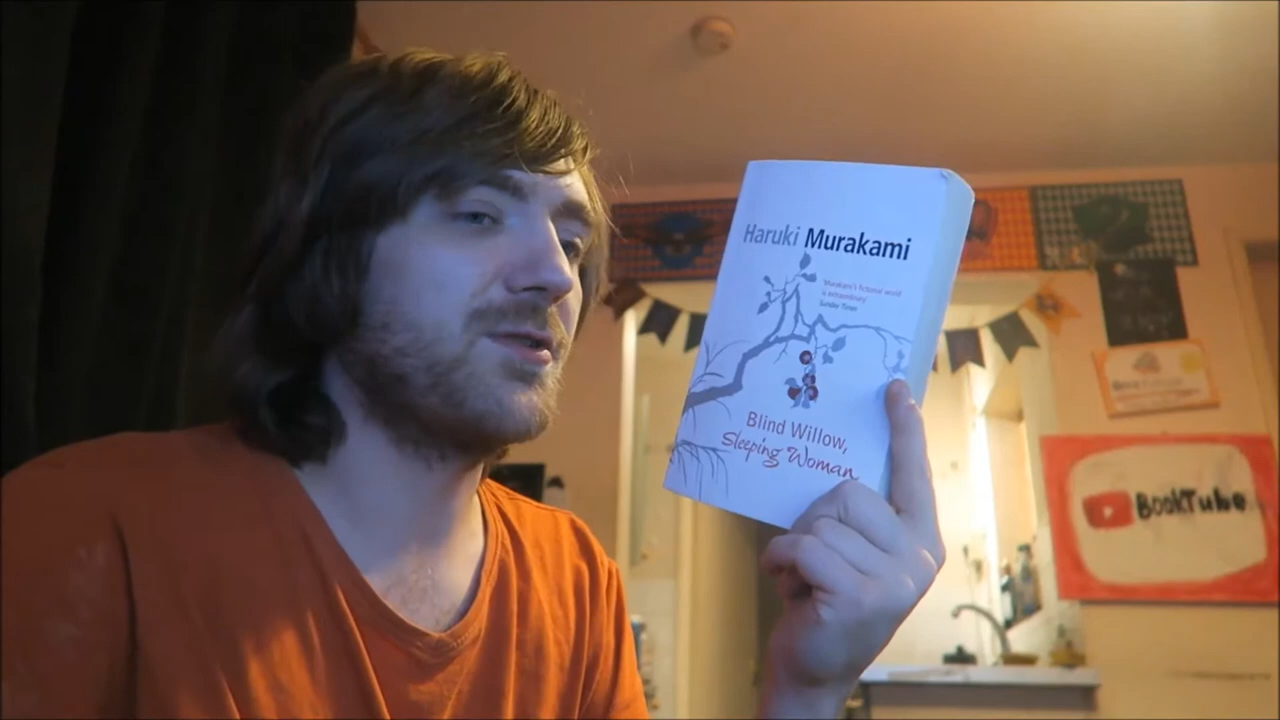 Haruki Murakami
'Murakami's fictional world
is extraordinary'
Sunday Times
Blind Willow,
Sleeping Woman
BookTube